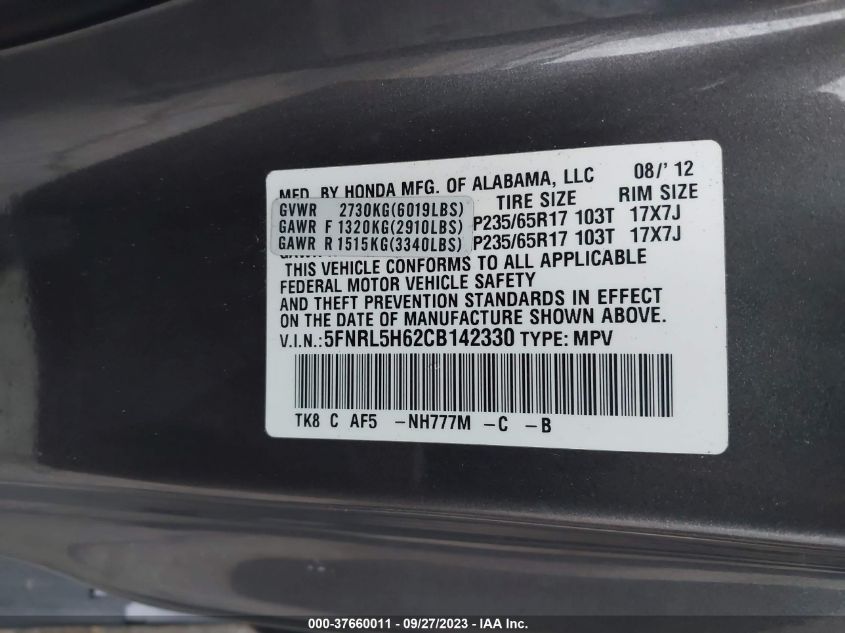 MFD. BY HONDA MFG. OF ALABAMA, LLC 08/'12
TIRE SIZE RIM SIZE
GVWR 2730KG(6019LBS)
GAWR F 1320KG(2910LBS) P235/65R17 103T 17X7J
GAWR R 1515KG(3340LBS) P235/65R17 103T 17X7J
THIS VEHICLE CONFORMS TO ALL APPLICABLE
FEDERAL MOTOR VEHICLE SAFETY
AND THEFT PREVENTION STANDARDS IN EFFECT
ON THE DATE OF MANUFACTURE SHOWN ABOVE.
V.I.N.:5FNRL5H62CB142330 TYPE: MPV
TK8 C AF5 -NH777M -C -B
000-37660011 - 09/27/2023 - IAA Inc.